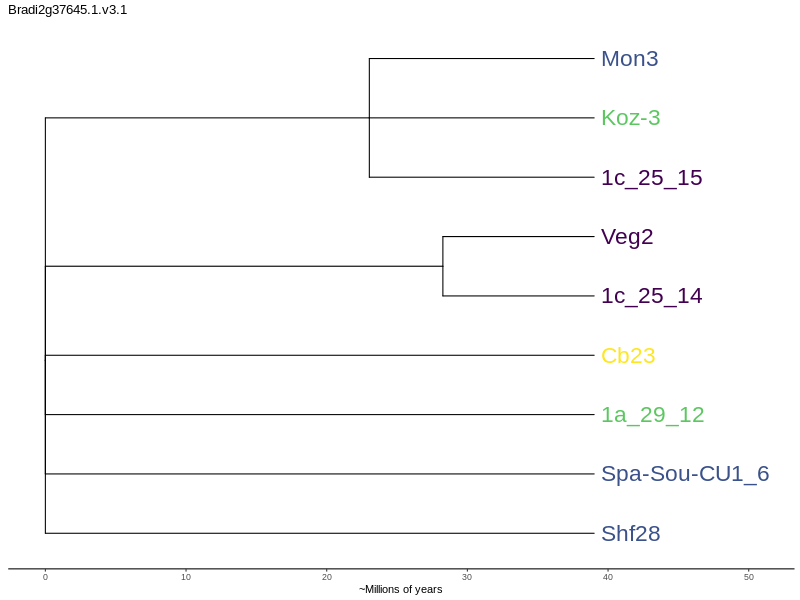 Bradi2g37645.1.v3.1
Mon3
Koz-3
1c_25_15
Veg2
1c_25_14
Cb23
1a_29_12
Spa-Sou-CU1_6
Shf28
0 10 20 30 40 50
~Millions of years